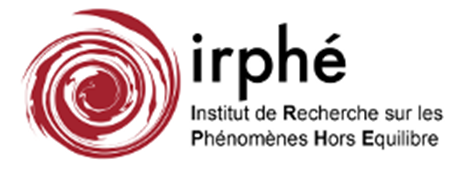 irphé
Institut de Recherche sur les
Phénomènes Hors Equilibre